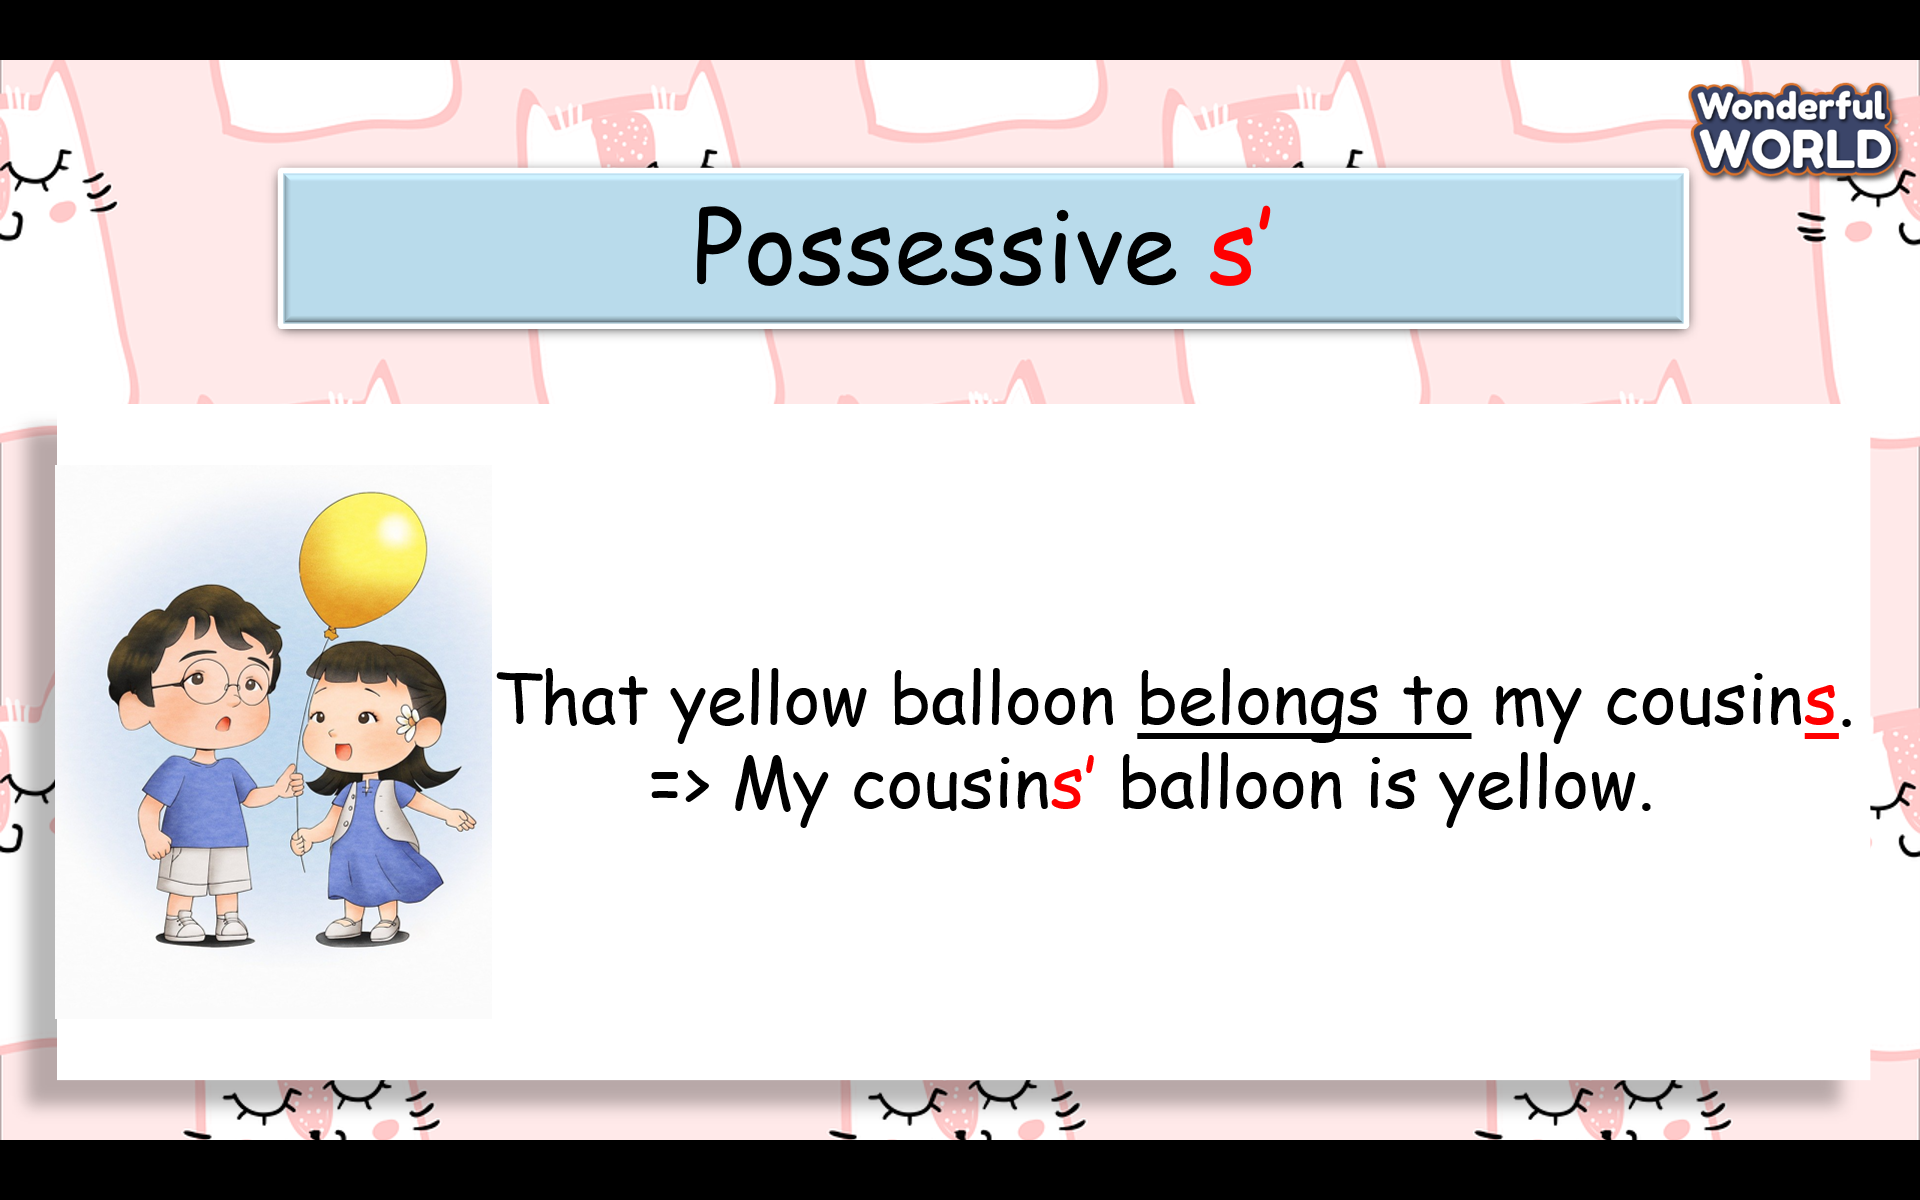 Wonderful
WORLD
Possessive s’
That yellow balloon belongs to my cousins.
=> My cousins’ balloon is yellow.